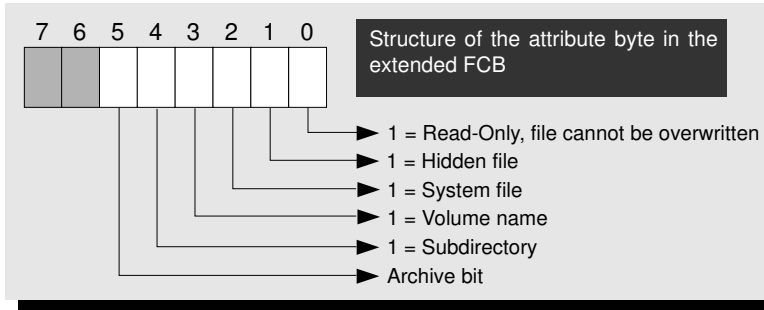 7 6 5 4 3 2 1 0
Structure of the attribute byte in the
extended FCB
1 = Read-Only, file cannot be overwritten
1 = Hidden file
1 = System file
1 = Volume name
1 = Subdirectory
Archive bit